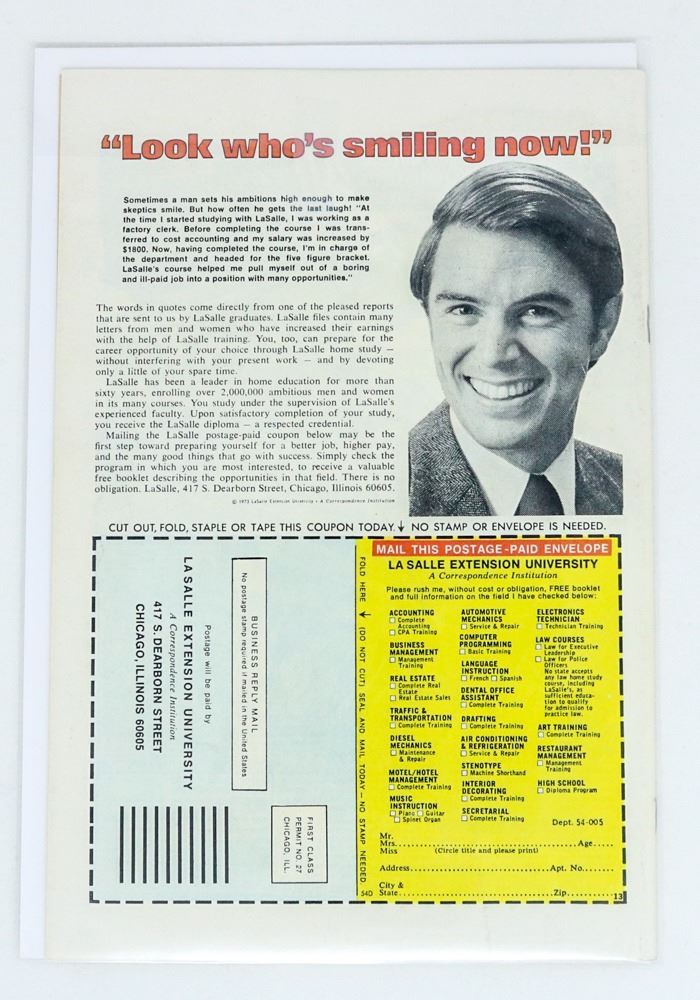 “Look who's smiling now!”
Sometimes a man sets his ambitions high enough to make
skeptics smile. But how often he gets the last laugh! "At
the time I started studying with LaSalle, I was working as a
factory clerk. Before completing the course I was trans-
ferred to cost accounting and my salary was increased by
$1800. Now, having completed the course, I'm in charge of
the department and headed for the five figure bracket.
LaSalle's course helped me pull myself out of a boring
and ill-paid job into a position with many opportunities."
The words in quotes come directly from one of the pleased reports
that are sent to us by LaSalle graduates. LaSalle files contain many
letters from men and women who have increased their earnings
with the help of LaSalle training. You, too, can prepare for the
career opportunity of your choice through LaSalle home study —
without interfering with your present work — and by devoting
only a little of your spare time.
LaSalle has been a leader in home education for more than
sixty years, enrolling over 2,000,000 ambitious men and women
in its many courses. You study under the supervision of LaSalle's
experienced faculty. Upon satisfactory completion of your study,
you receive the LaSalle diploma — a respected credential.
Mailing the LaSalle postage-paid coupon below may be the
first step toward preparing yourself for a better job, higher pay,
and the many good things that go with success. Simply check the
program in which you are most interested, to receive a valuable
free booklet describing the opportunities in that field. There is no
obligation. LaSalle, 417 S. Dearborn Street, Chicago, Illinois 60605.
© 1973 LaSalle Extension University • A Correspondence Institution
CUT OUT, FOLD, STAPLE OR TAPE THIS COUPON TODAY. ↓ NO STAMP OR ENVELOPE IS NEEDED.
BUSINESS REPLY MAIL
No postage stamp required if mailed in the United States
Postage will be paid by
LA SALLE EXTENSION UNIVERSITY
A Correspondence Institution
417 S. DEARBORN STREET
CHICAGO, ILLINOIS 60605
FIRST CLASS
PERMIT NO. 27
CHICAGO, ILL.
FOLD HERE ↓ (DO NOT CUT) SEAL AND MAIL TODAY — NO STAMP NEEDED.
54D
MAIL THIS POSTAGE-PAID ENVELOPE
LA SALLE EXTENSION UNIVERSITY
A Correspondence Institution
Please rush me, without cost or obligation, FREE booklet
and full information on the field I have checked below:
ACCOUNTING
☐ Complete
Accounting
☐ CPA Training
BUSINESS
MANAGEMENT
☐ Management
Training
REAL ESTATE
☐ Complete Real
Estate
☐ Real Estate Sales
TRAFFIC &
TRANSPORTATION
☐ Complete Training
DIESEL
MECHANICS
☐ Maintenance
& Repair
MOTEL/HOTEL
MANAGEMENT
☐ Complete Training
MUSIC
INSTRUCTION
☐ Piano ☐ Guitar
☐ Spinet Organ
AUTOMOTIVE
MECHANICS
☐ Service & Repair
COMPUTER
PROGRAMMING
☐ Basic Training
LANGUAGE
INSTRUCTION
☐ French ☐ Spanish
DENTAL OFFICE
ASSISTANT
☐ Complete Training
DRAFTING
☐ Complete Training
AIR CONDITIONING
& REFRIGERATION
☐ Service & Repair
STENOTYPE
☐ Machine Shorthand
INTERIOR
DECORATING
☐ Complete Training
SECRETARIAL
☐ Complete Training
ELECTRONICS
TECHNICIAN
☐ Technician Training
LAW COURSES
☐ Law for Executive
Leadership
☐ Law for Police
Officers
No state accepts
any law home study
course, including
LaSalle's, as
sufficient educa-
tion to qualify
for admission to
practice law.
ART TRAINING
☐ Complete Training
RESTAURANT
MANAGEMENT
☐ Management
Training
HIGH SCHOOL
☐ Diploma Program
Dept. 54-005
Mr.
Mrs. Age
Miss (Circle title and please print)
Address Apt. No.
City &
State Zip
13